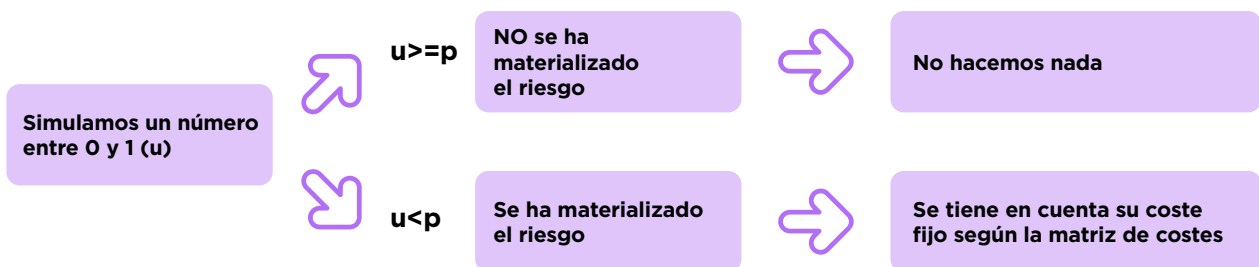 Simulamos un número
entre 0 y 1 (u)
u>=p
NO se ha
materializado
el riesgo
No hacemos nada
u<p
Se ha materializado
el riesgo
Se tiene en cuenta su coste
fijo según la matriz de costes